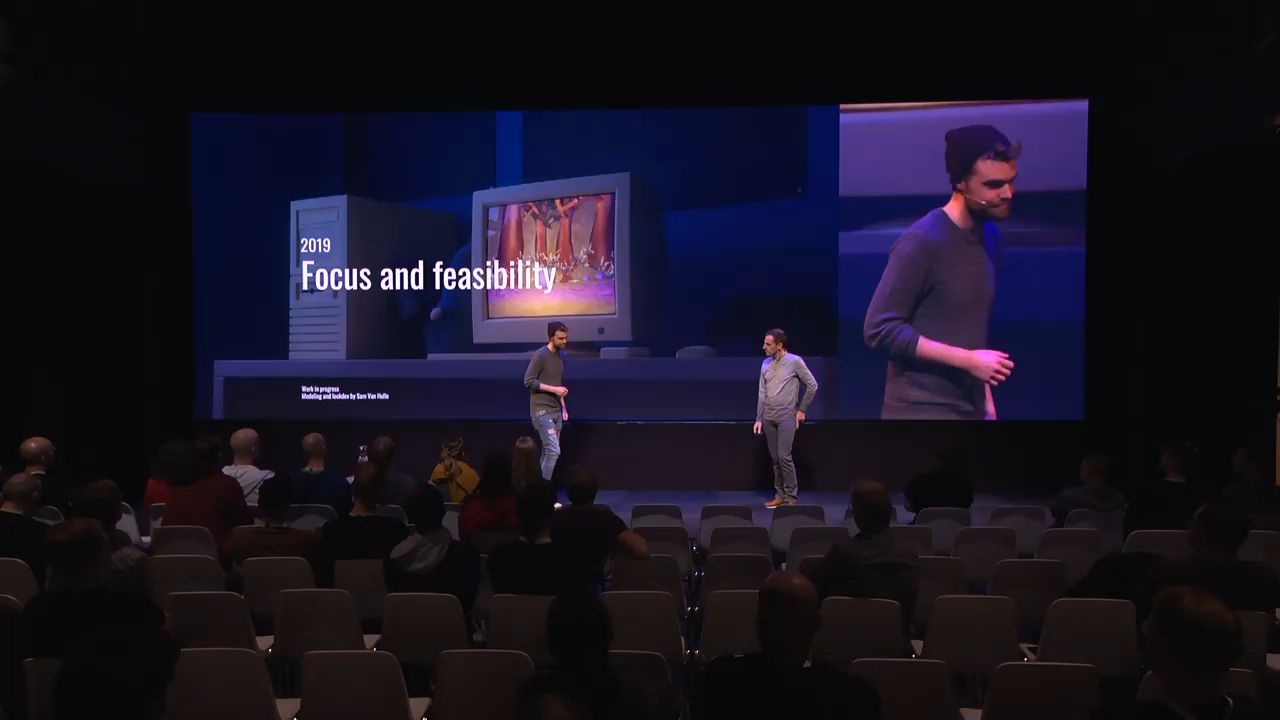 2019
Focus and feasibility
Work in progress
Modeling and lookdev by Sam Van Hulle